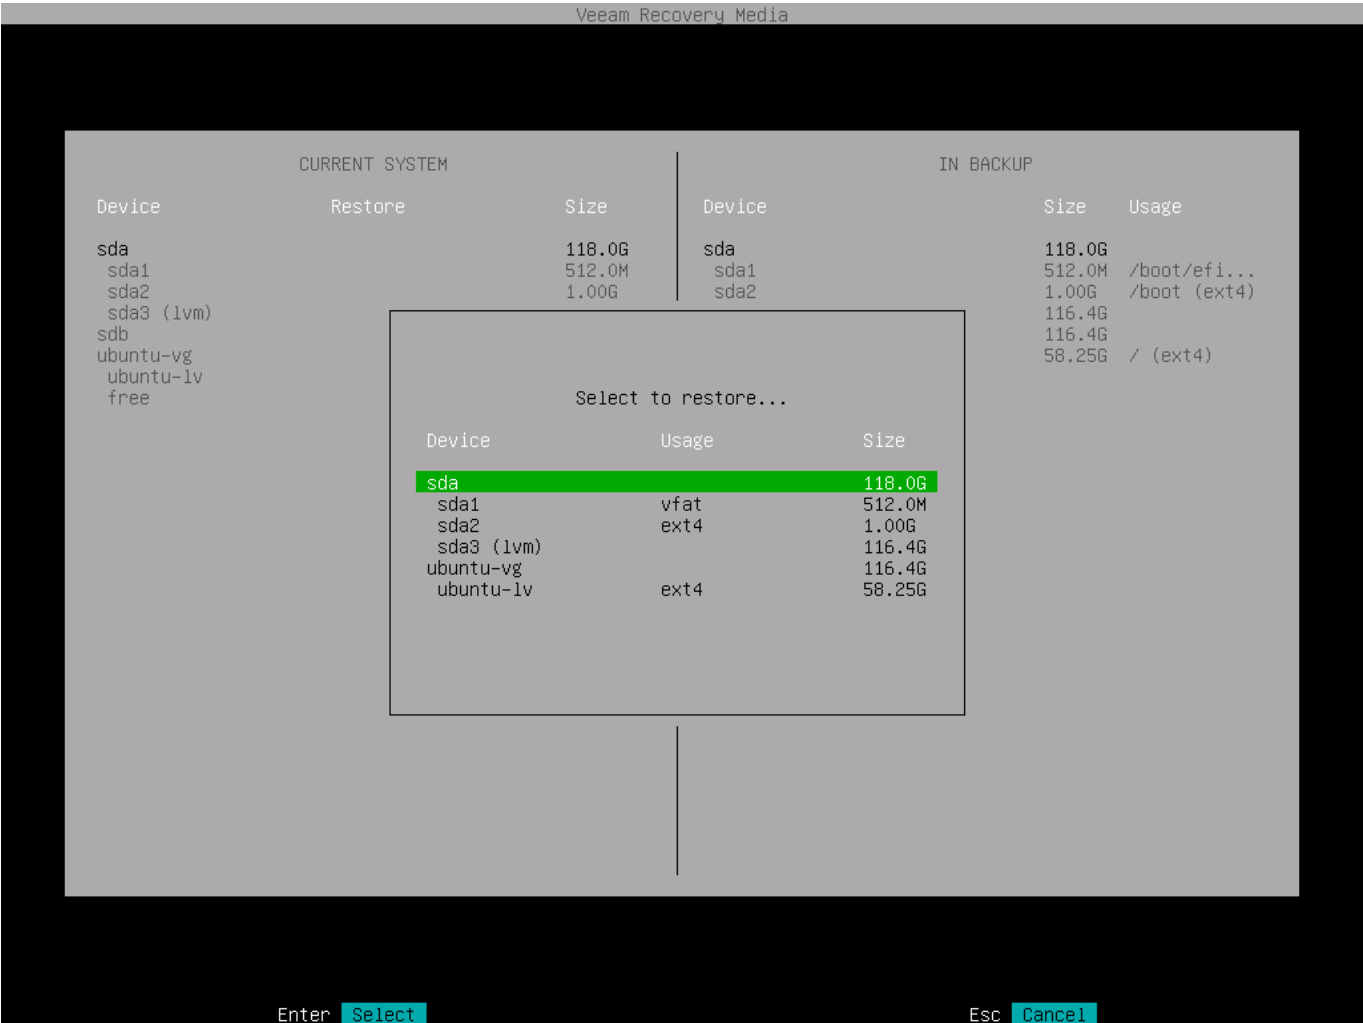 Veeam Recovery Media
CURRENT SYSTEM IN BACKUP
Device Restore Size Device Size Usage
sda 118.0G sda 118.0G
sda1 512.0M sda1 512.0M /boot/efi...
sda2 1.00G sda2 1.00G /boot (ext4)
sda3 (lvm) 116.4G
sdb 116.4G
ubuntu-vg 58.25G / (ext4)
ubuntu-lv
free
Select to restore...
Device Usage Size
sda 118.0G
sda1 vfat 512.0M
sda2 ext4 1.00G
sda3 (lvm) 116.4G
ubuntu-vg 116.4G
ubuntu-lv ext4 58.25G
Enter Select Esc Cancel